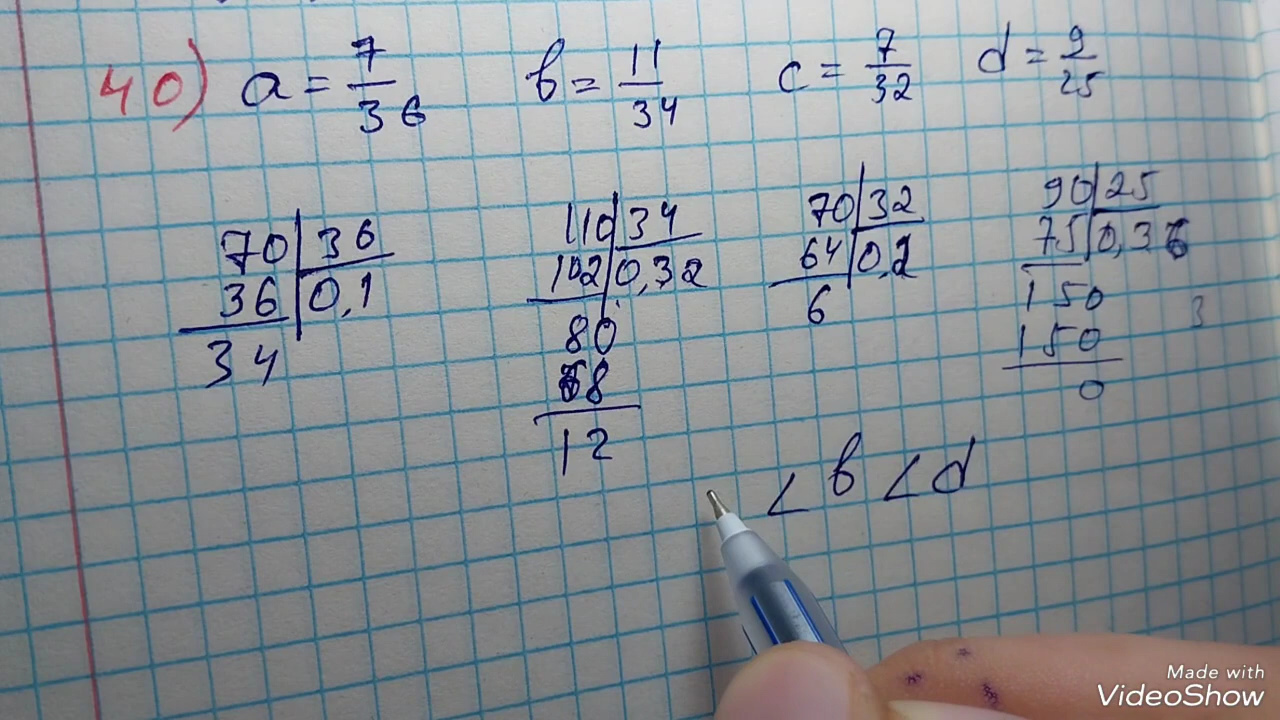 40) a = 7/36 b = 11/34 c = 7/32 d = 9/25
70 | 36
36 | 0,1
34
110 | 34
102 | 0,32
80
68
12
70 | 32
64 | 0,2
6
90 | 25
75 | 0,36
150
150
0
3
< b < d
Made with
VideoShow